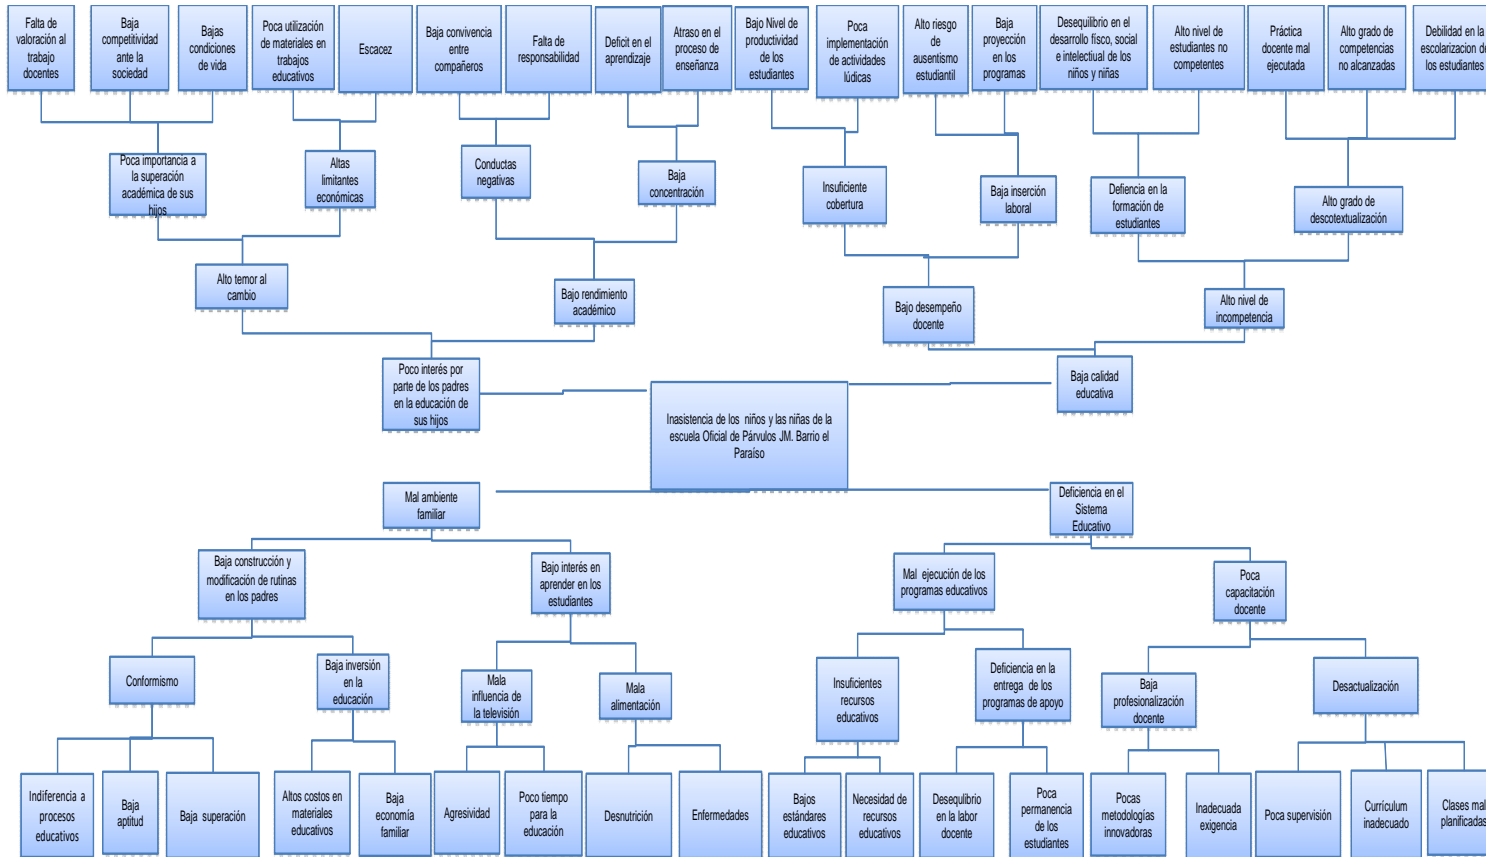 Falta de
valoración al
trabajo
docentes
Baja
competitividad
ante la
sociedad
Bajas
condiciones
de vida
Poca utilización
de materiales en
trabajos
educativos
Escacez
Baja convivencia
entre
compañeros
Falta de
responsabilidad
Deficit en el
aprendizaje
Atraso en el
proceso de
enseñanza
Bajo Nivel de
productividad
de los
estudiantes
Poca
implementación
de actividades
lúdicas
Alto riesgo
de
ausentismo
estudiantil
Baja
proyección
en los
programas
Desequilibrio en el
desarrollo fisco, social
e intelectual de los
niños y niñas
Alto nivel de
estudiantes no
competentes
Práctica
docente mal
ejecutada
Alto grado de
competencias
no alcanzadas
Debilidad en la
escolarizacion de
los estudiantes
Poca importancia a
la superación
académica de sus
hijos
Altas
limitantes
económicas
Conductas
negativas
Baja
concentración
Insuficiente
cobertura
Baja inserción
laboral
Defiencia en la
formación de
estudiantes
Alto grado de
descotextualización
Alto temor al
cambio
Bajo rendimiento
académico
Bajo desempeño
docente
Alto nivel de
incompetencia
Poco interés por
parte de los padres
en la educación de
sus hijos
Baja calidad
educativa
Inasistencia de los niños y las niñas de la
escuela Oficial de Párvulos JM. Barrio el
Paraíso
Mal ambiente
familiar
Deficiencia en el
Sistema
Educativo
Baja construcción y
modificación de rutinas
en los padres
Bajo interés en
aprender en los
estudiantes
Mal ejecución de los
programas educativos
Poca
capacitación
docente
Conformismo
Baja inversión
en la
educación
Mala
influencia de
la televisión
Mala
alimentación
Insuficientes
recursos
educativos
Deficiencia en la
entrega de los
programas de apoyo
Baja
profesionalización
docente
Desactualización
Indiferencia a
procesos
educativos
Baja
aptitud
Baja superación
Altos costos en
materiales
educativos
Baja
economía
familiar
Agresividad
Poco tiempo
para la
educación
Desnutrición
Enfermedades
Bajos
estándares
educativos
Necesidad de
recursos
educativos
Desequlibrio
en la labor
docente
Poca
permanencia
de los
estudiantes
Pocas
metodologías
innovadoras
Inadecuada
exigencia
Poca supervisión
Currículum
inadecuado
Clases mal
planificadas